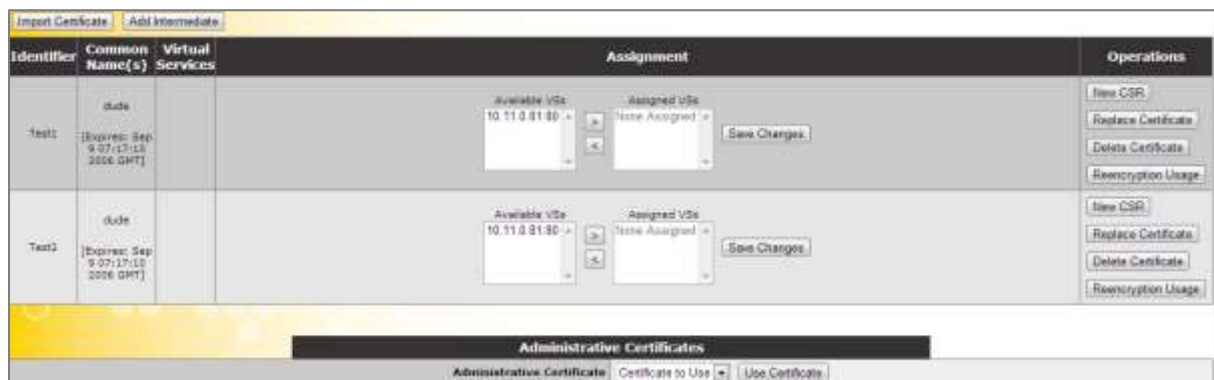 Import Certificate Add Intermediate
Identifier Common Name(s) Virtual Services Assignment Operations
Test1
dude
[Expires: Sep
9 07:17:10
2006 GMT]
Available VSs Assigned VSs
10.11.0.81:80 None Assigned
> <
Save Changes
New CSR
Replace Certificate
Delete Certificate
Reencryption Usage
dude
[Expires: Sep
9 07:17:10
2006 GMT]
Available VSs Assigned VSs
10.11.0.81:80 None Assigned
> <
Save Changes
New CSR
Replace Certificate
Delete Certificate
Reencryption Usage
Administrative Certificates
Administrative Certificate Certificate to Use Use Certificate